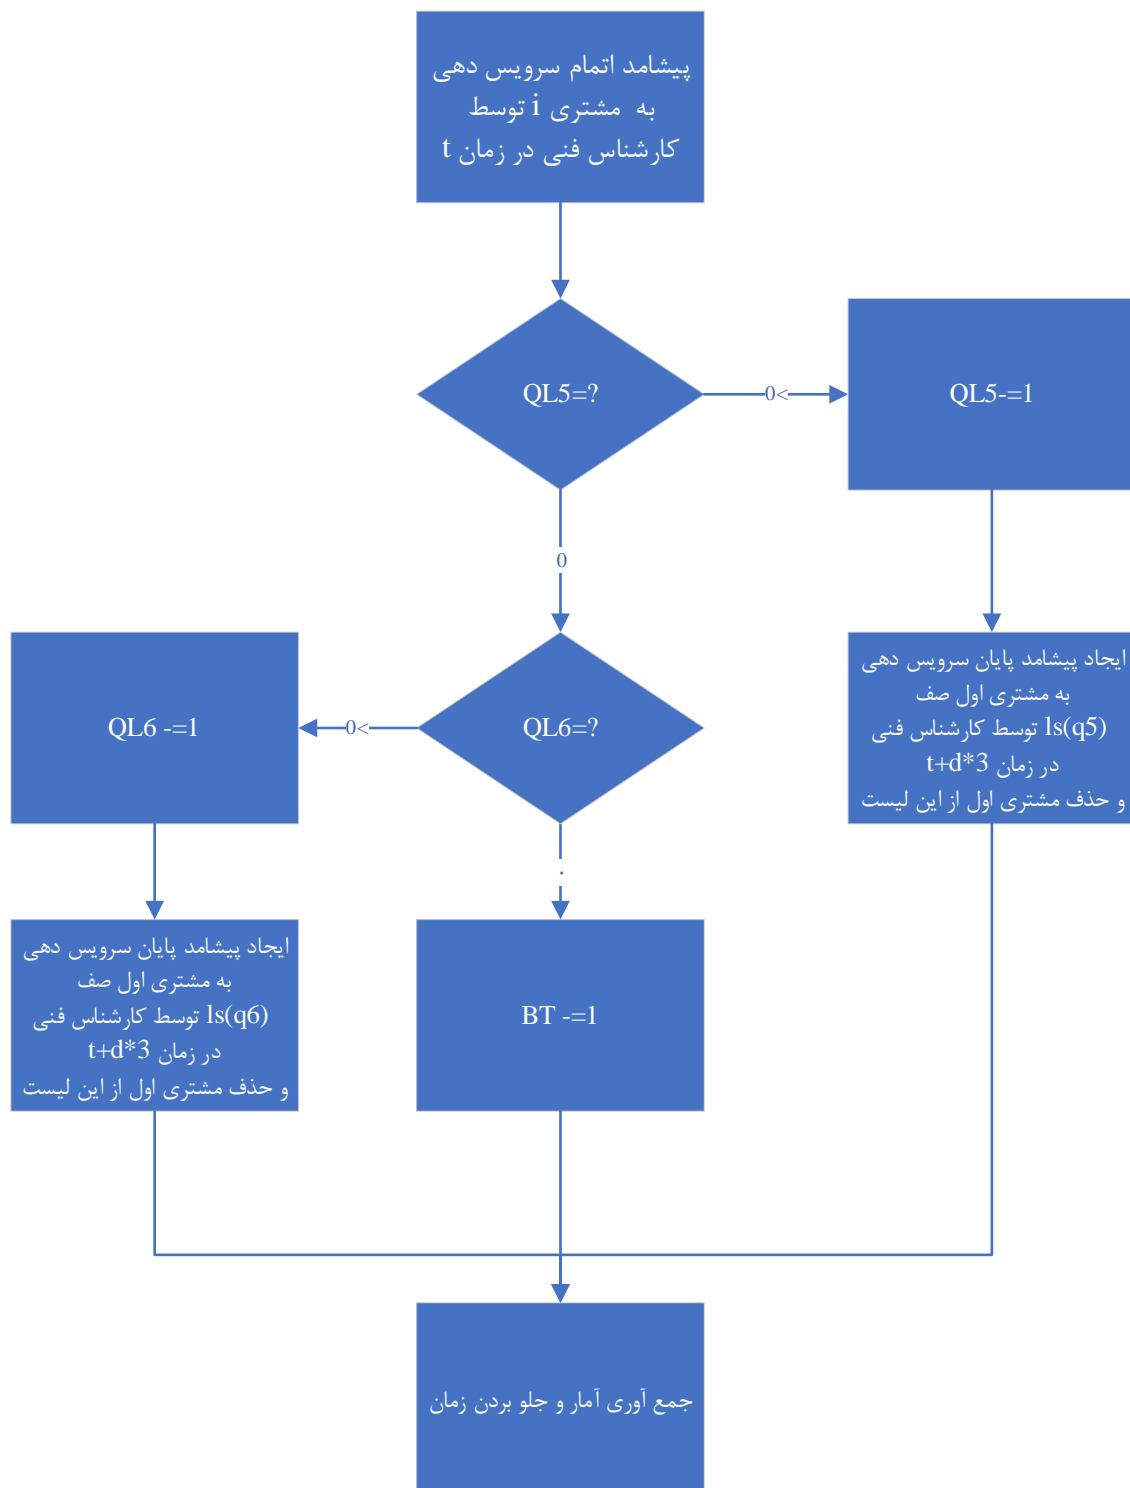 پیشامد اتمام سرویس دهی
به مشتری i توسط
کارشناس فنی در زمان t
QL5=?
0<
QL5-=1
0
QL6=?
0<
QL6 -=1
ایجاد پیشامد پایان سرویس دهی
به مشتری اول صف
ls(q5) توسط کارشناس فنی
در زمان t+d*3
و حذف مشتری اول از این لیست
۰
ایجاد پیشامد پایان سرویس دهی
به مشتری اول صف
ls(q6) توسط کارشناس فنی
در زمان t+d*3
و حذف مشتری اول از این لیست
BT -=1
جمع آوری آمار و جلو بردن زمان